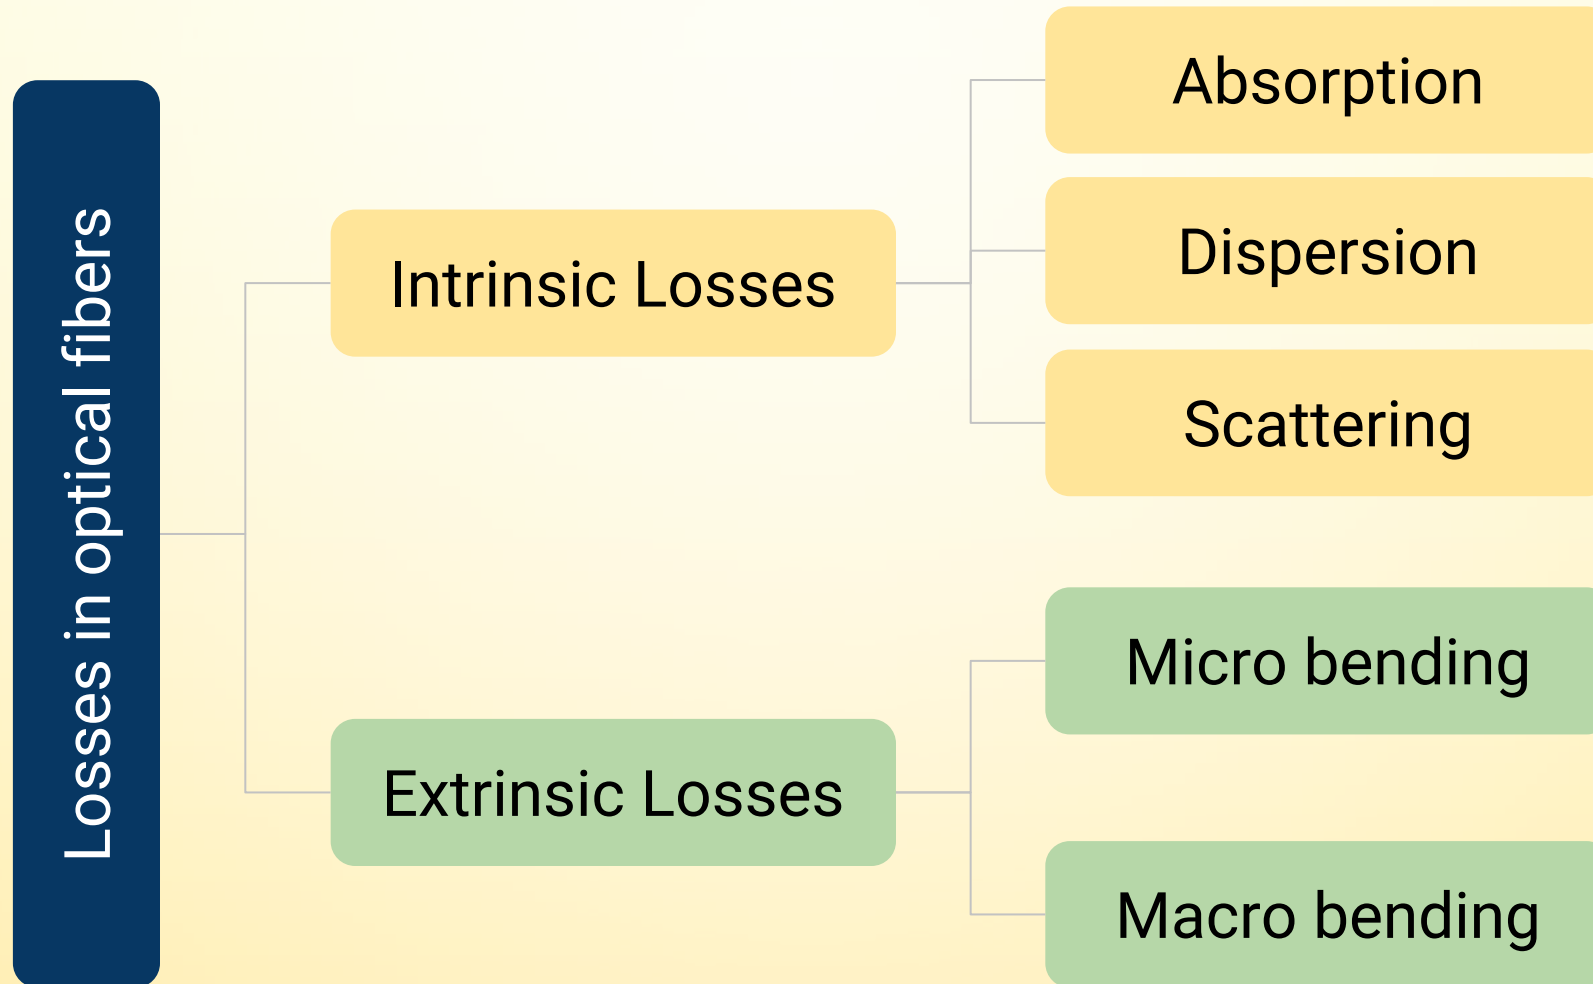 Losses in optical fibers
Intrinsic Losses
Absorption
Dispersion
Scattering
Extrinsic Losses
Micro bending
Macro bending